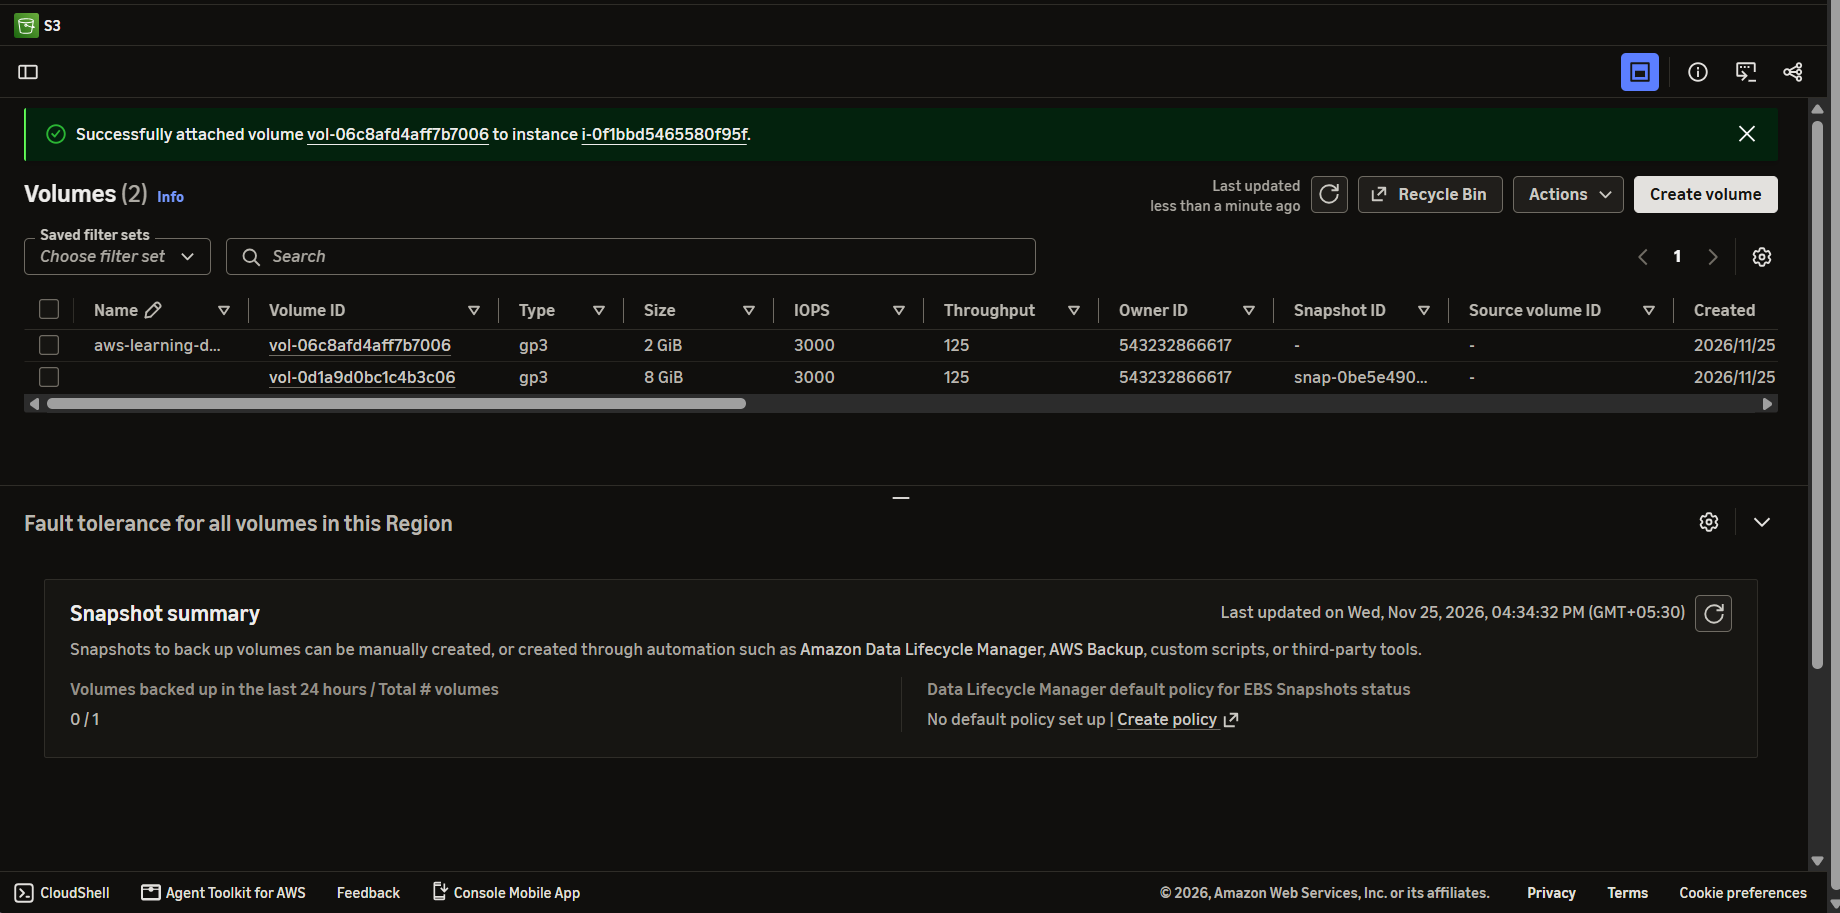 S3
Successfully attached volume vol-06c8afd4aff7b7006 to instance i-0f1bbd5465580f95f.
Volumes (2) Info
Last updated
less than a minute ago
Recycle Bin
Actions
Create volume
Saved filter sets
Choose filter set
Search
1
Name Volume ID Type Size IOPS Throughput Owner ID Snapshot ID Source volume ID Created
aws-learning-d... vol-06c8afd4aff7b7006 gp3 2 GiB 3000 125 543232866617 - - 2026/11/25
vol-0d1a9d0bc1c4b3c06 gp3 8 GiB 3000 125 543232866617 snap-0be5e490... - 2026/11/25
Fault tolerance for all volumes in this Region
Snapshot summary
Last updated on Wed, Nov 25, 2026, 04:34:32 PM (GMT+05:30)
Snapshots to back up volumes can be manually created, or created through automation such as Amazon Data Lifecycle Manager, AWS Backup, custom scripts, or third-party tools.
Volumes backed up in the last 24 hours / Total # volumes
0 / 1
Data Lifecycle Manager default policy for EBS Snapshots status
No default policy set up | Create policy
CloudShell Agent Toolkit for AWS Feedback Console Mobile App © 2026, Amazon Web Services, Inc. or its affiliates. Privacy Terms Cookie preferences